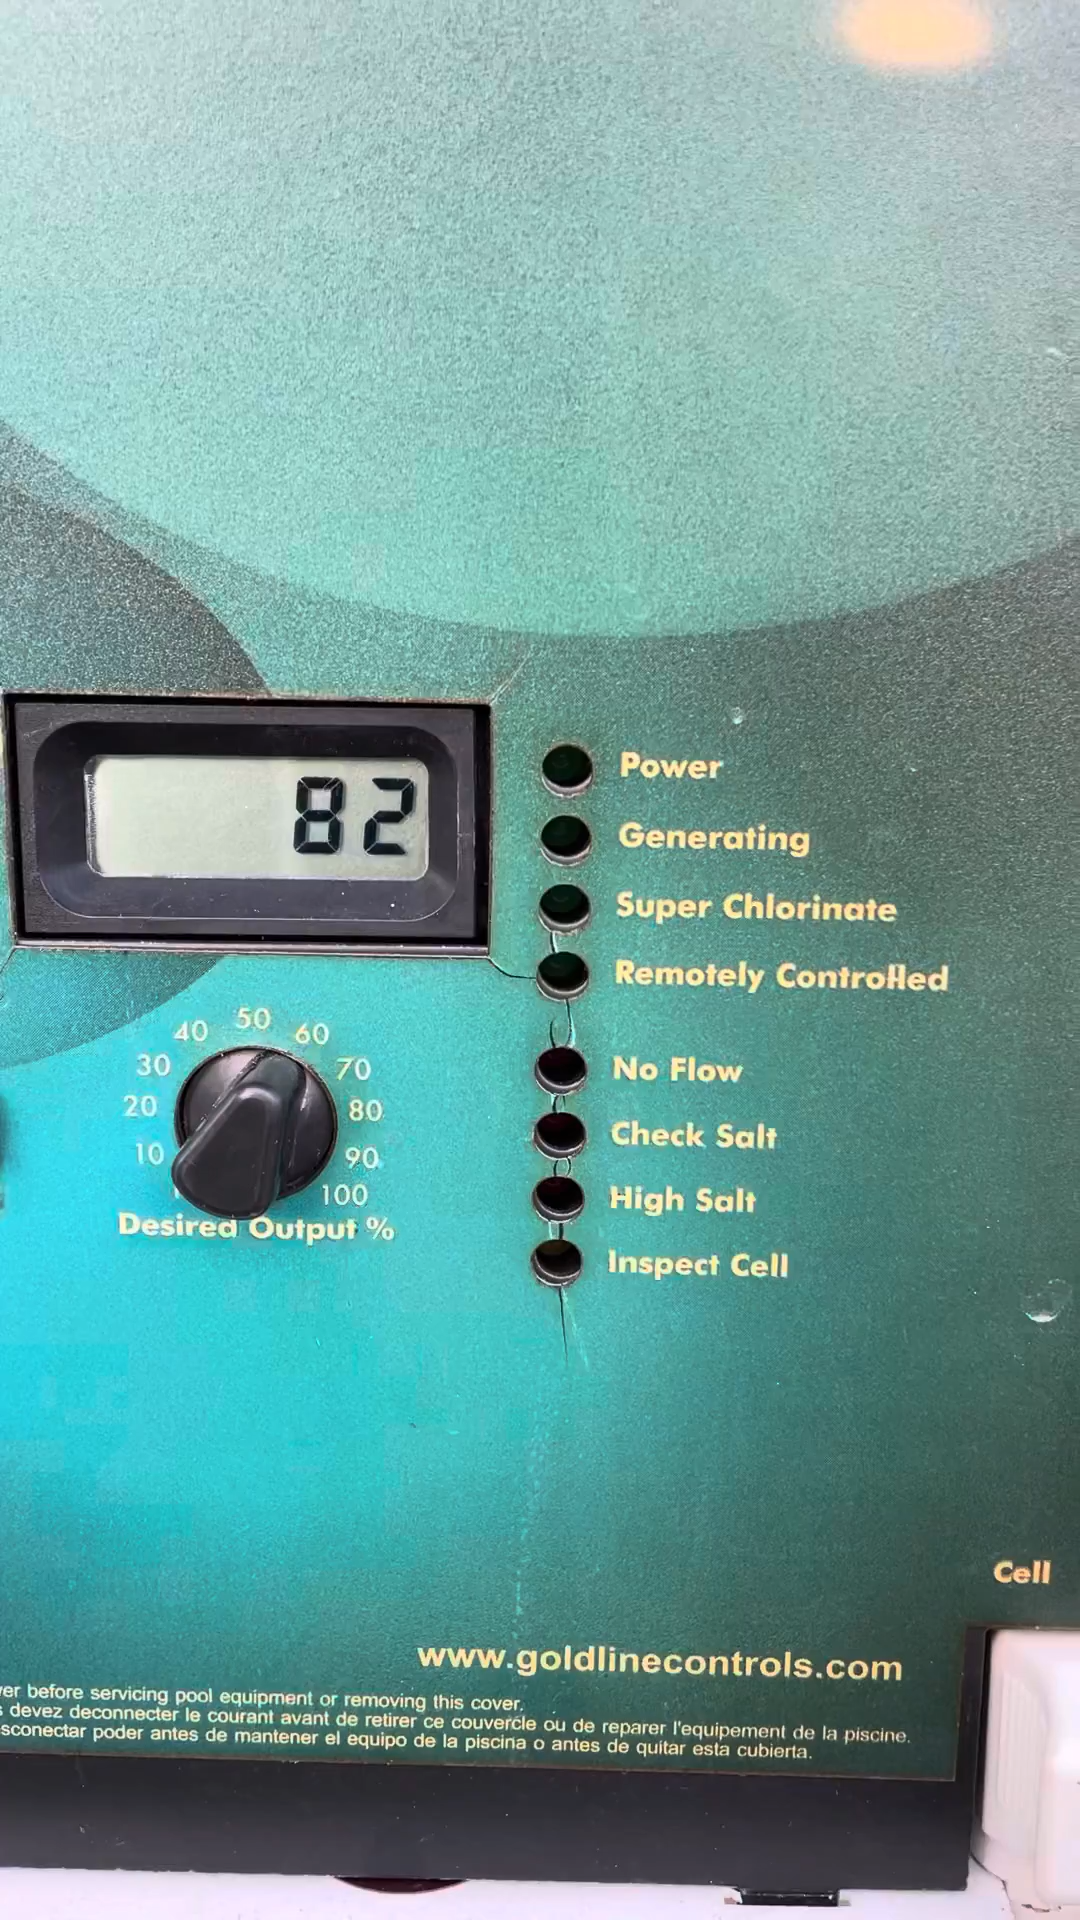 82
Power
Generating
Super Chlorinate
Remotely Controlled
No Flow
Check Salt
High Salt
Inspect Cell
10 20 30 40 50 60 70 80 90 100
Desired Output %
Cell
www.goldlinecontrols.com
before servicing pool equipment or removing this cover.
devez deconnecter le courant avant de retirer ce couvercle ou de reparer l'equipement de la piscine.
poder antes de mantener el equipo de la piscina o antes de quitar esta cubierta.